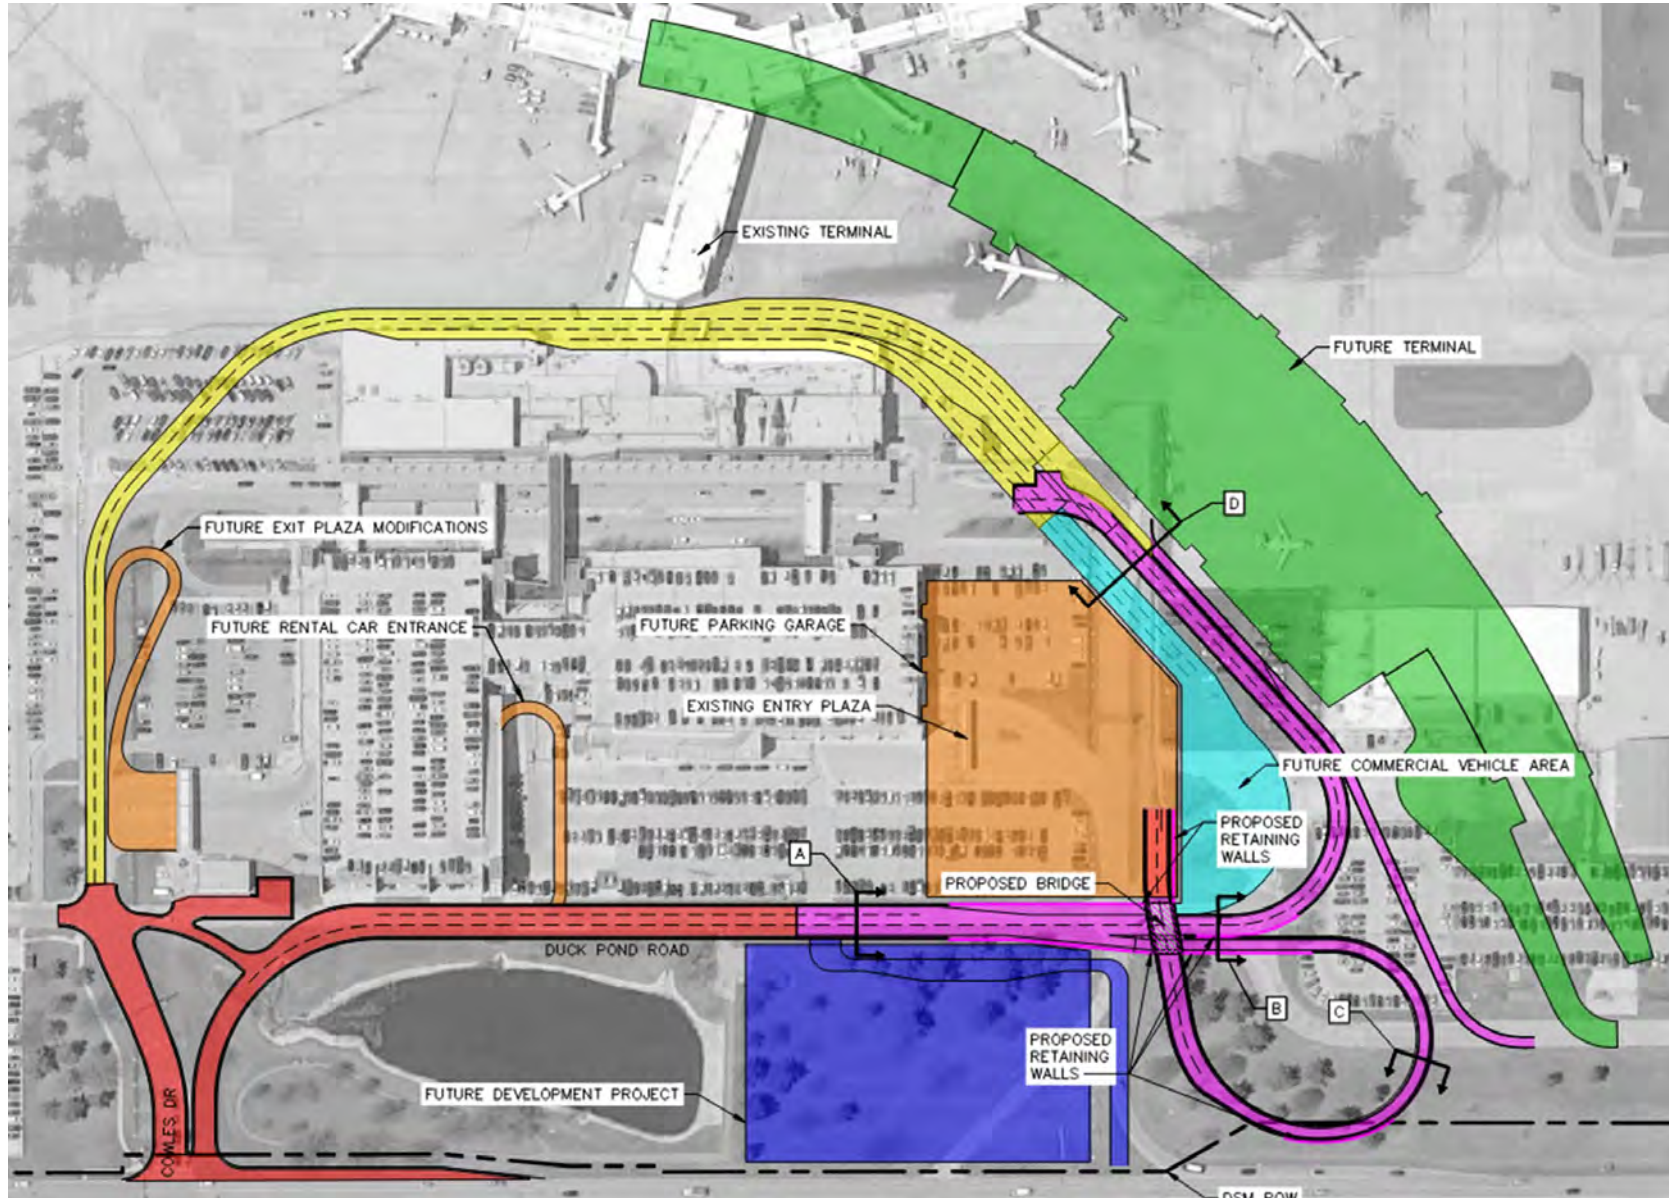 EXISTING TERMINAL
FUTURE TERMINAL
D
FUTURE EXIT PLAZA MODIFICATIONS
FUTURE RENTAL CAR ENTRANCE
FUTURE PARKING GARAGE
EXISTING ENTRY PLAZA
FUTURE COMMERCIAL VEHICLE AREA
PROPOSED
RETAINING
WALLS
A
PROPOSED BRIDGE
DUCK POND ROAD
B
C
PROPOSED
RETAINING
WALLS
FUTURE DEVELOPMENT PROJECT
COWLES DR
DSM ROW